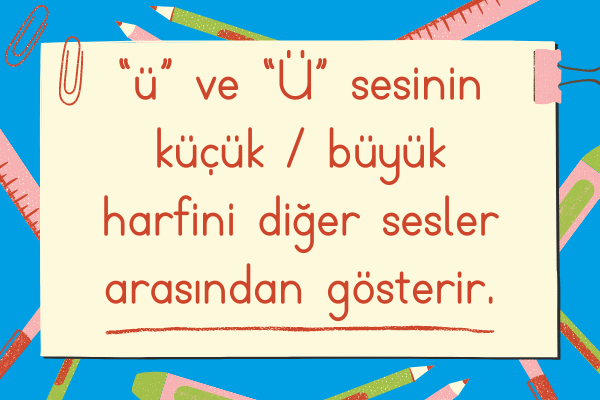 “ü” ve “Ü” sesinin
küçük / büyük
harfini diğer sesler
arasından gösterir.